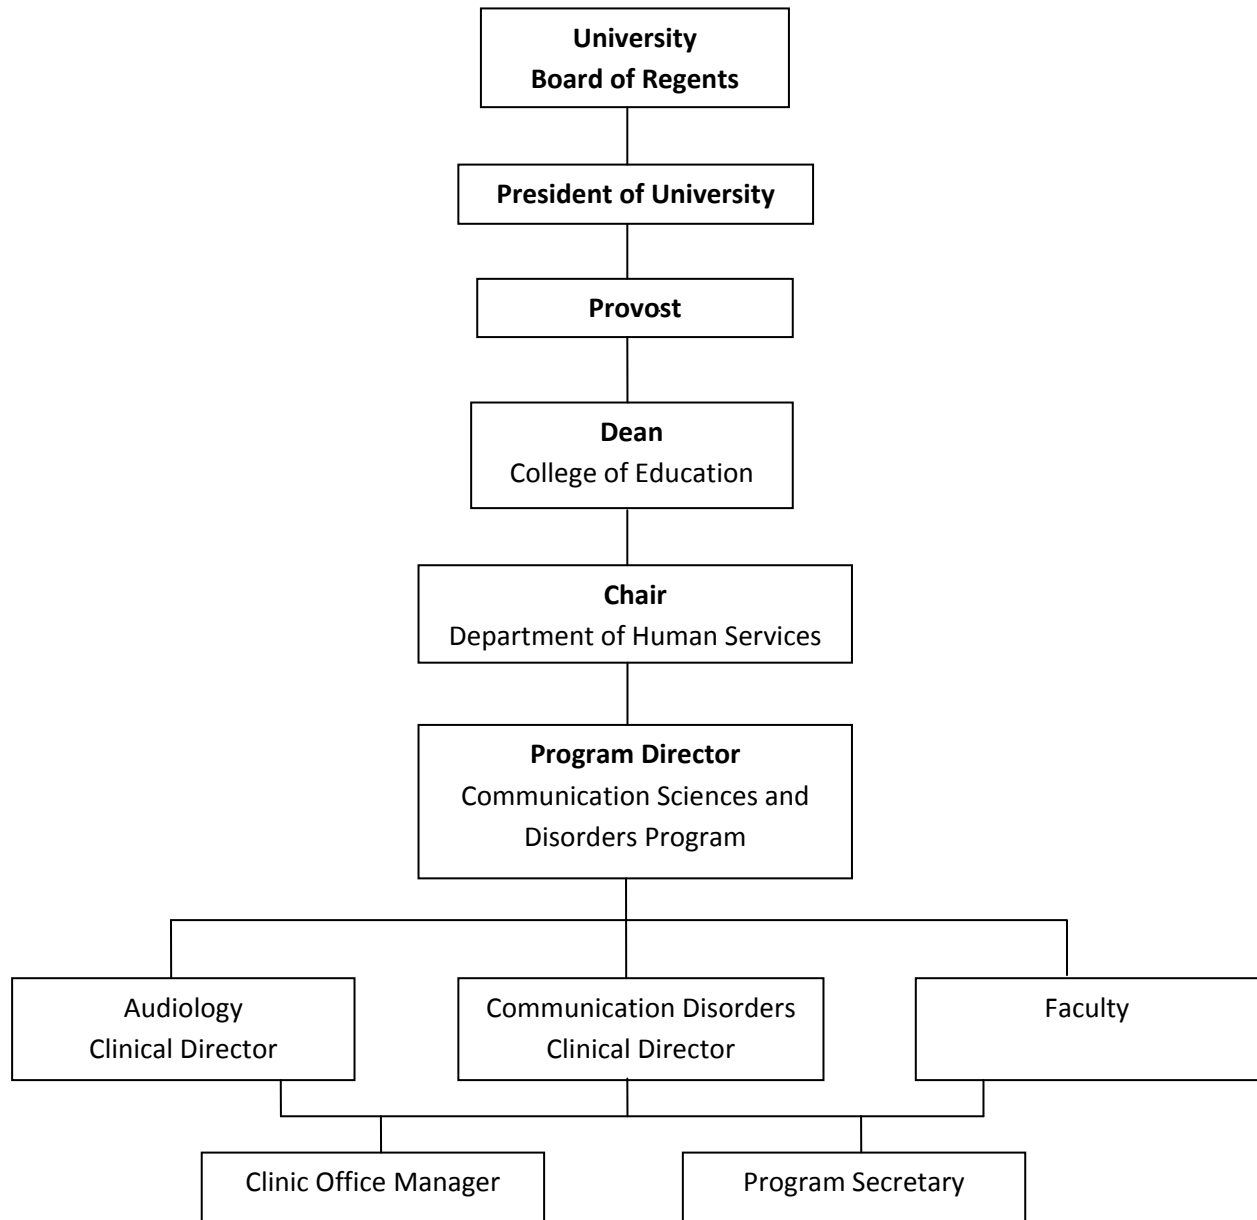 University
Board of Regents
President of University
Provost
Dean
College of Education
Chair
Department of Human Services
Program Director
Communication Sciences and
Disorders Program
Audiology
Clinical Director
Communication Disorders
Clinical Director
Faculty
Clinic Office Manager
Program Secretary